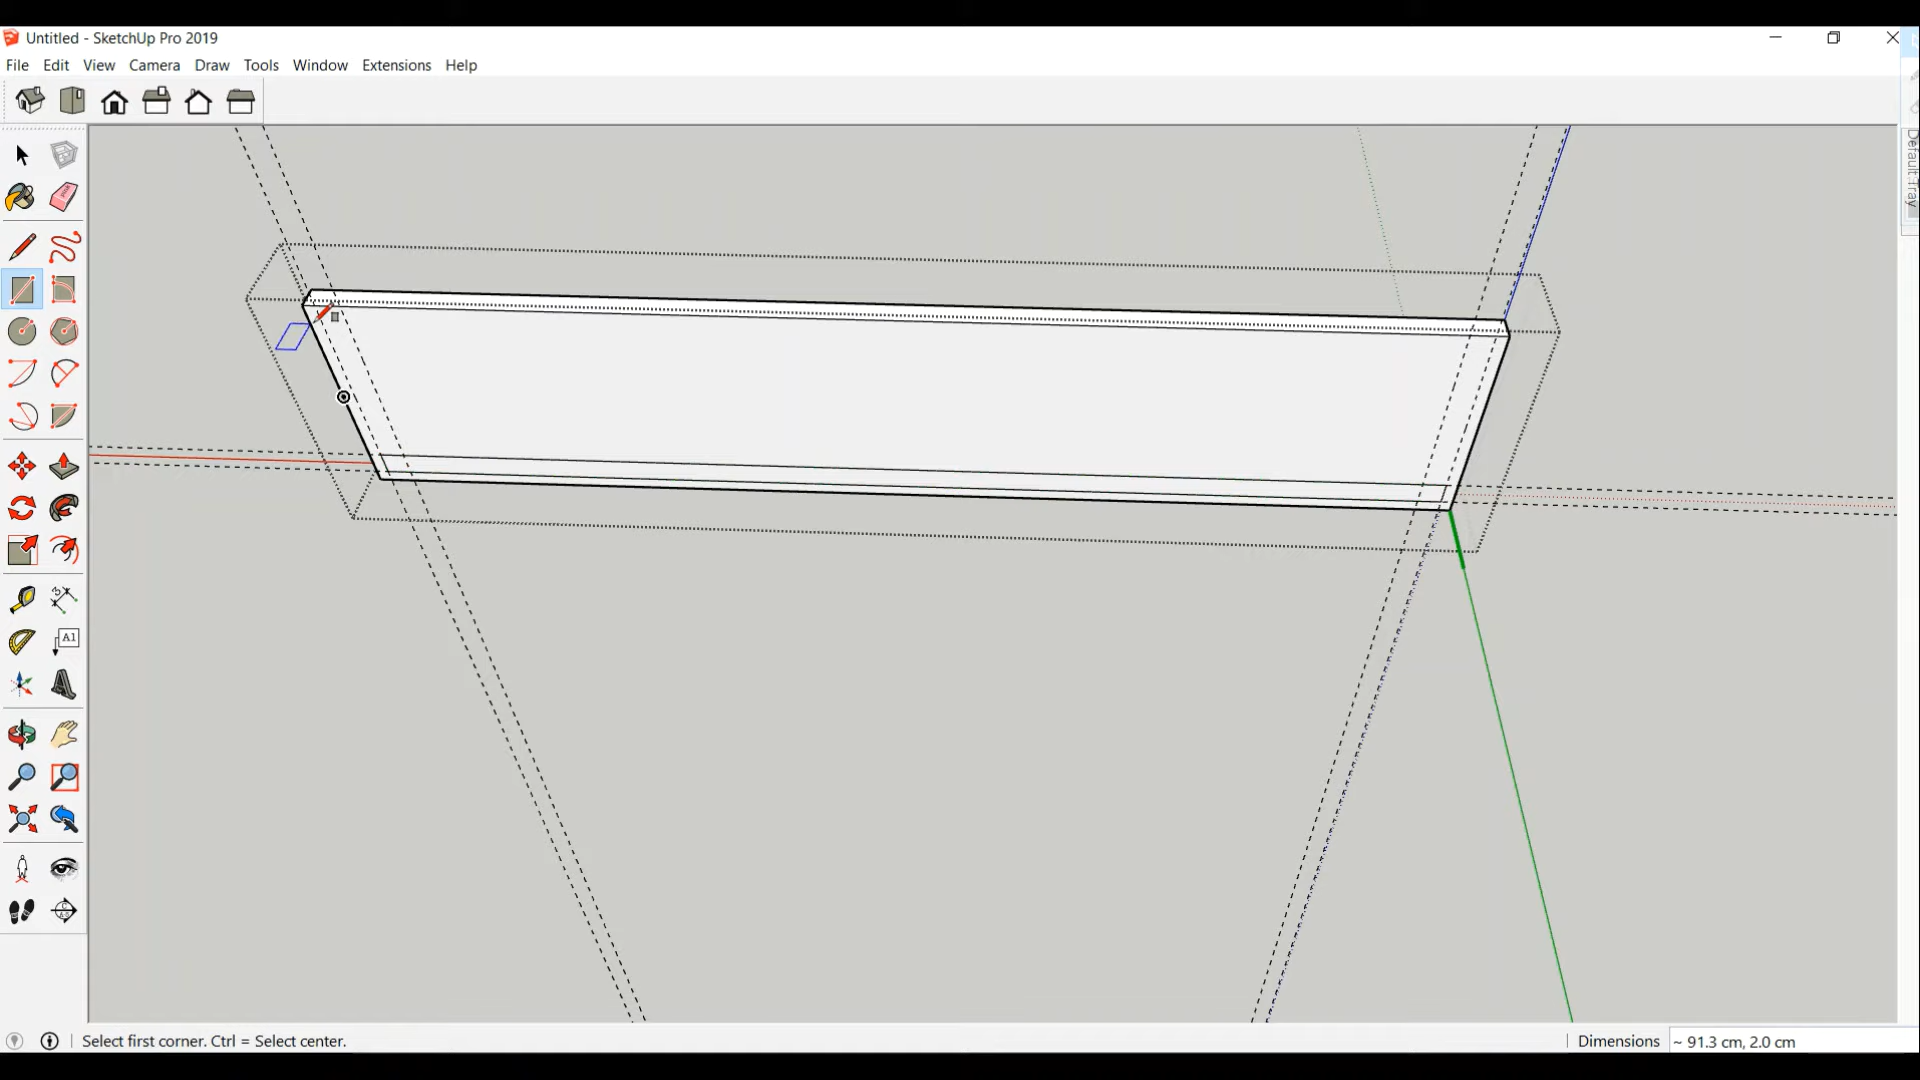 Untitled - SketchUp Pro 2019
File Edit View Camera Draw Tools Window Extensions Help
Default Tray
A1
Select first corner. Ctrl = Select center.
Dimensions ~ 91.3 cm, 2.0 cm